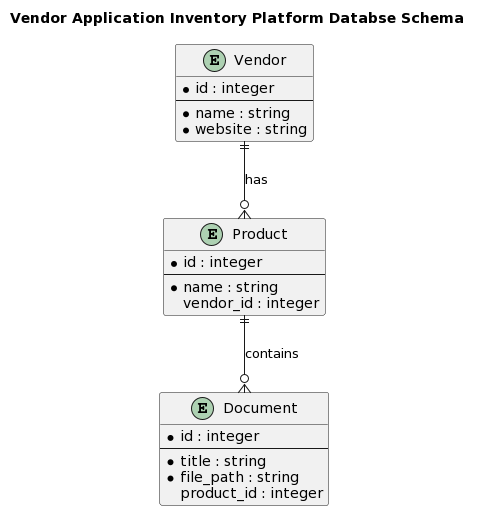 Vendor Application Inventory Platform Databse Schema
E Vendor
id : integer
name : string
website : string
has
E Product
id : integer
name : string
vendor_id : integer
contains
E Document
id : integer
title : string
file_path : string
product_id : integer